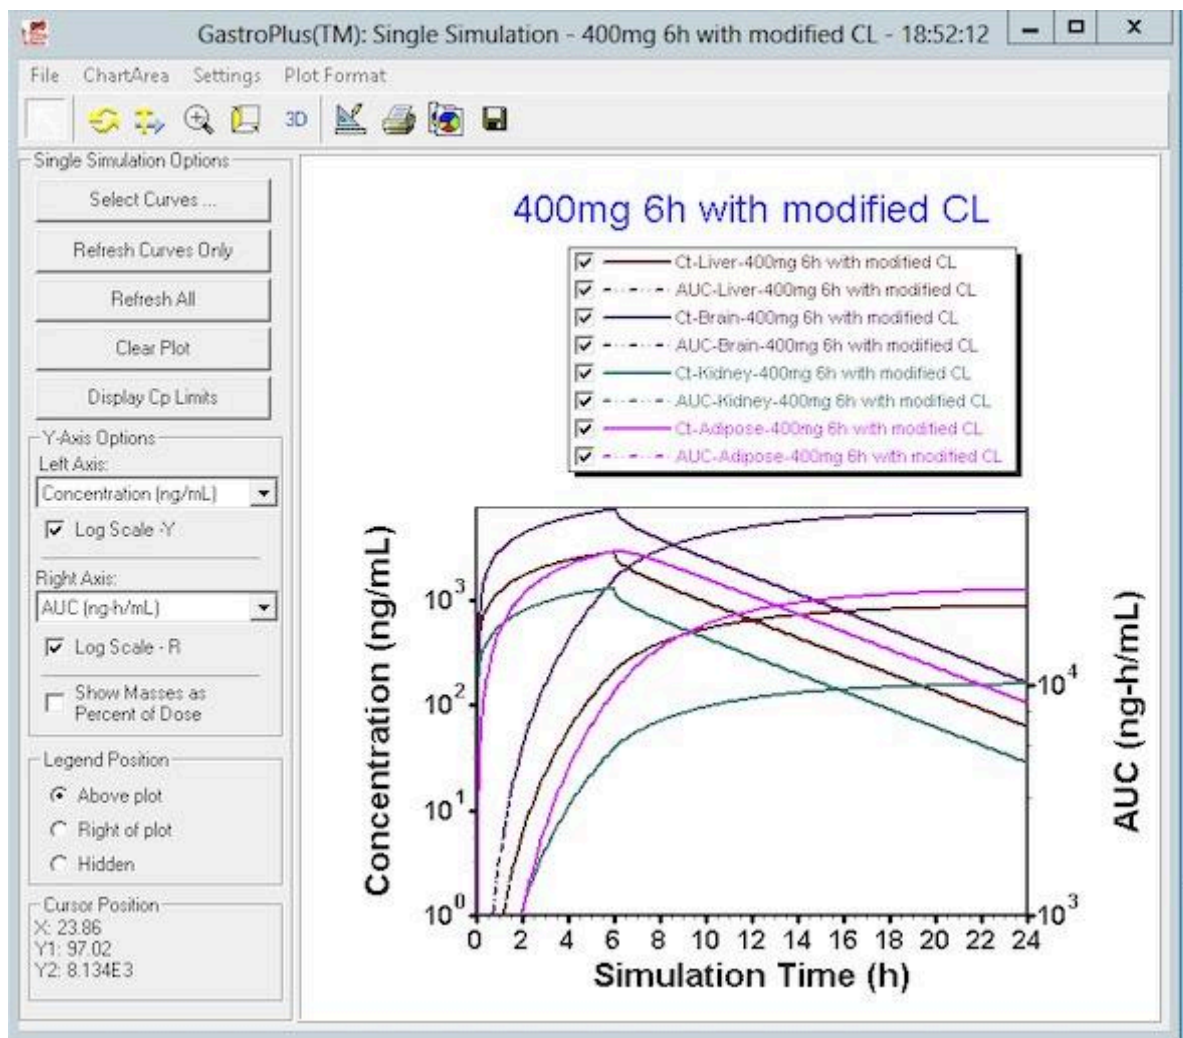 GastroPlus(TM): Single Simulation - 400mg 6h with modified CL - 18:52:12
File ChartArea Settings Plot Format
3D
Single Simulation Options
Select Curves ...
Refresh Curves Only
Refresh All
Clear Plot
Display Cp Limits
Y-Axis Options
Left Axis:
Concentration (ng/mL)
Log Scale -Y
Right Axis:
AUC (ng-h/mL)
Log Scale - R
Show Masses as
Percent of Dose
Legend Position
Above plot
Right of plot
Hidden
Cursor Position
X: 23.86
Y1: 97.02
Y2: 8.134E3
400mg 6h with modified CL
Ct-Liver-400mg 6h with modified CL
AUC-Liver-400mg 6h with modified CL
Ct-Brain-400mg 6h with modified CL
AUC-Brain-400mg 6h with modified CL
Ct-Kidney-400mg 6h with modified CL
AUC-Kidney-400mg 6h with modified CL
Ct-Adipose-400mg 6h with modified CL
AUC-Adipose-400mg 6h with modified CL
Concentration (ng/mL)
10³
10²
10¹
10⁰
AUC (ng-h/mL)
10⁴
10³
0 2 4 6 8 10 12 14 16 18 20 22 24
Simulation Time (h)